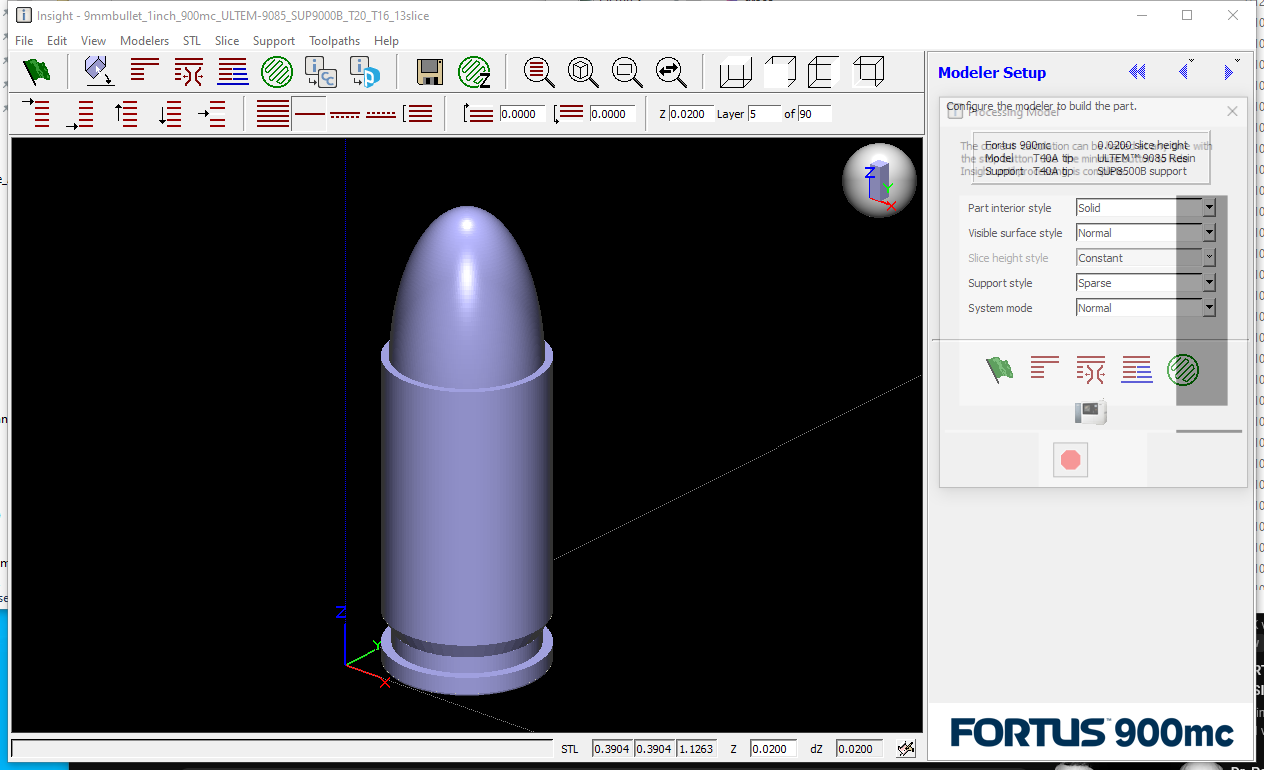 Insight - 9mmbullet_1inch_900mc_ULTEM-9085_SUP9000B_T20_T16_13slice
File Edit View Modelers STL Slice Support Toolpaths Help
Modeler Setup
0.0000 0.0000 Z 0.0200 Layer 5 of 90
Configure the modeler to build the part.
Processing Model
Fortus 900mc 0.0200 slice height
Model T40A tip ULTEM™ 9085 Resin
Support T40A tip SUP8500B support
Part interior style Solid
Visible surface style Normal
Slice height style Constant
Support style Sparse
System mode Normal
Z
Y
X
Z
Y
X
STL 0.3904 0.3904 1.1263 Z 0.0200 dZ 0.0200
FORTUS™ 900mc